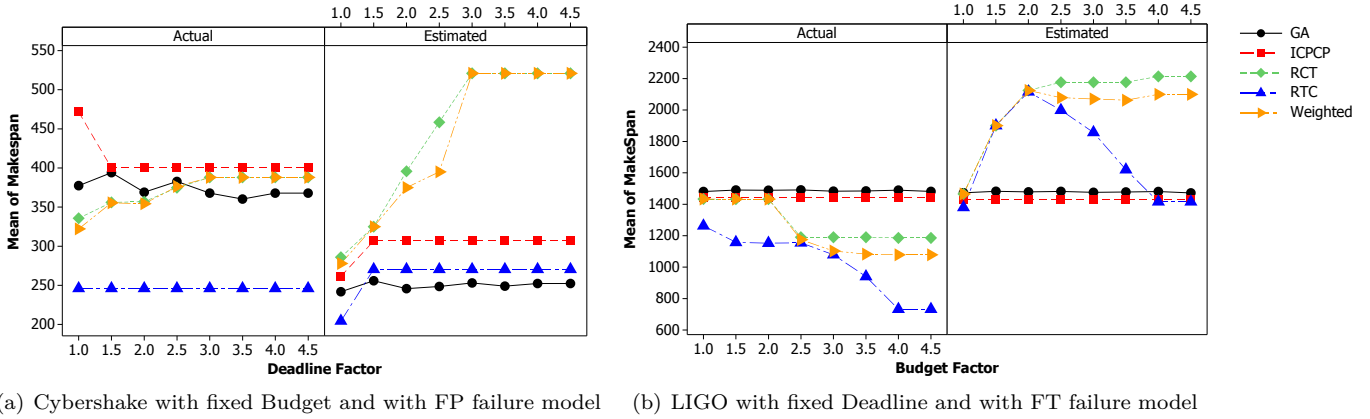 1.0 1.5 2.0 2.5 3.0 3.5 4.0 4.5
Actual Estimated
550
500
450
400
350
300
250
200
Mean of Makespan
1.0 1.5 2.0 2.5 3.0 3.5 4.0 4.5
Deadline Factor
(a) Cybershake with fixed Budget and with FP failure model
1.0 1.5 2.0 2.5 3.0 3.5 4.0 4.5
Actual Estimated
2400
2200
2000
1800
1600
1400
1200
1000
800
600
Mean of MakeSpan
1.0 1.5 2.0 2.5 3.0 3.5 4.0 4.5
Budget Factor
(b) LIGO with fixed Deadline and with FT failure model
GA
ICPCP
RCT
RTC
Weighted